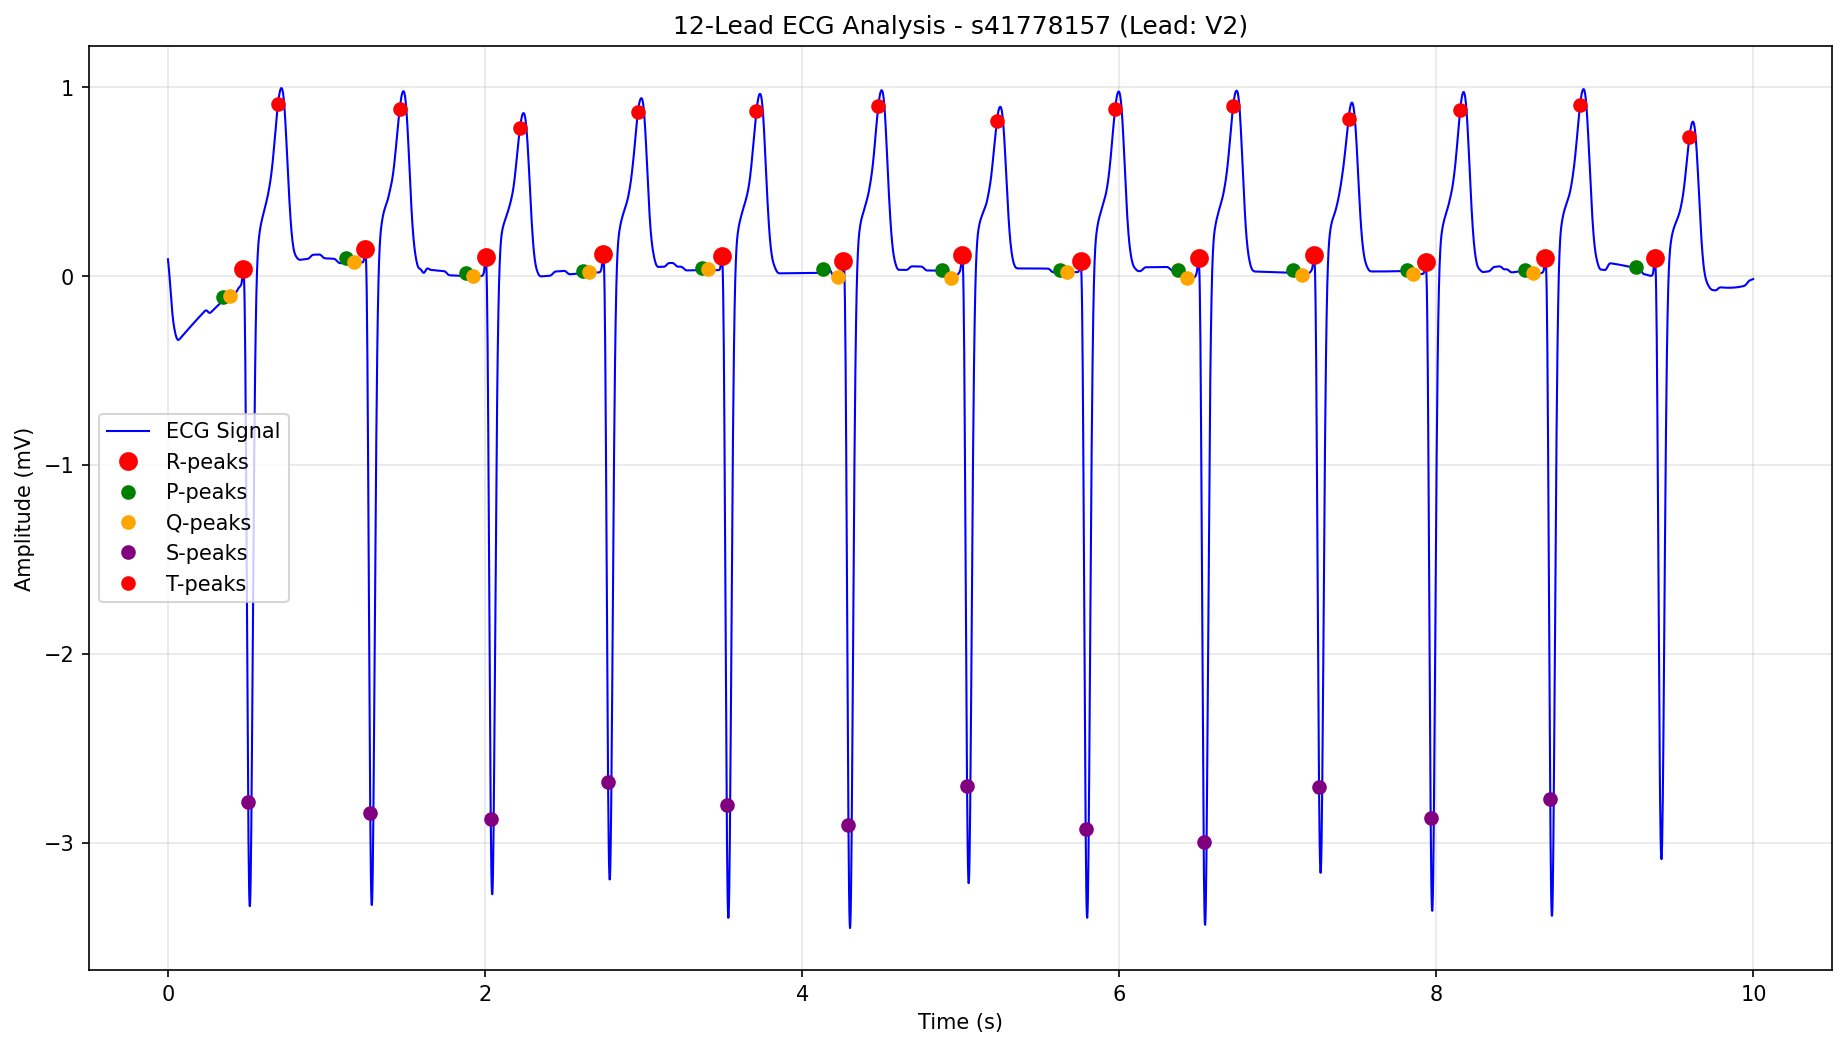 12-Lead ECG Analysis - s41778157 (Lead: V2)
Amplitude (mV)
1
0
−1
−2
−3
ECG Signal
R-peaks
P-peaks
Q-peaks
S-peaks
T-peaks
0 2 4 6 8 10
Time (s)